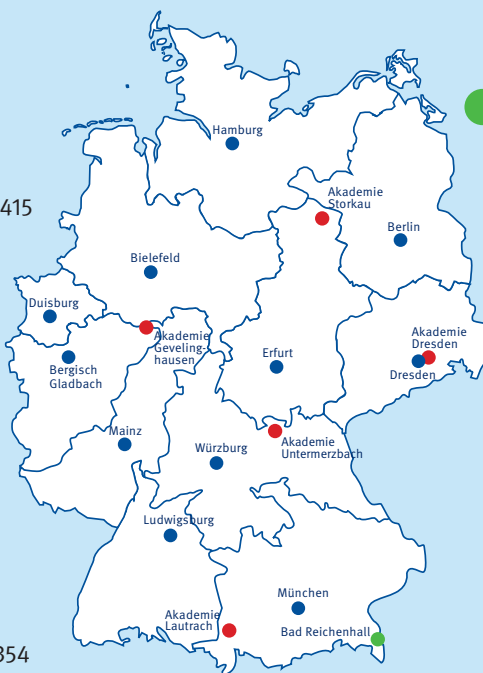 Hamburg
Akademie
Storkau
415
Berlin
Bielefeld
Duisburg
Akademie
Geveling-
hausen
Akademie
Dresden
Erfurt
Dresden
Bergisch
Gladbach
Mainz
Akademie
Untermerzbach
Würzburg
Ludwigsburg
München
Akademie
Lautrach
Bad Reichenhall
354